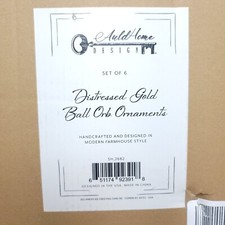 AuldHome
DESIGN
SET OF 6
Distressed Gold
Ball Orb Ornaments
HANDCRAFTED AND DESIGNED IN
MODERN FARMHOUSE STYLE
6 51174 92391 8
DESIGNED IN THE USA, MADE IN CHINA